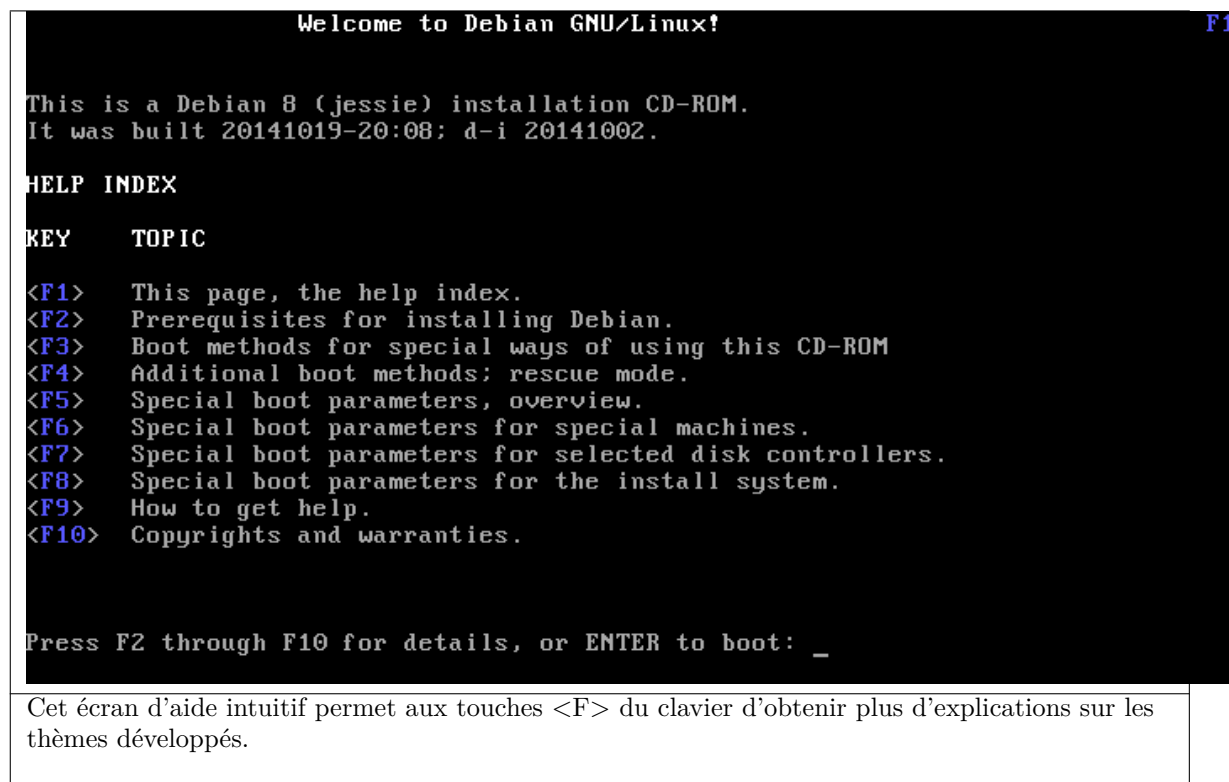 Welcome to Debian GNU/Linux! F1
This is a Debian 8 (jessie) installation CD-ROM.
It was built 20141019-20:08; d-i 20141002.
HELP INDEX
KEY TOPIC
<F1> This page, the help index.
<F2> Prerequisites for installing Debian.
<F3> Boot methods for special ways of using this CD-ROM
<F4> Additional boot methods; rescue mode.
<F5> Special boot parameters, overview.
<F6> Special boot parameters for special machines.
<F7> Special boot parameters for selected disk controllers.
<F8> Special boot parameters for the install system.
<F9> How to get help.
<F10> Copyrights and warranties.
Press F2 through F10 for details, or ENTER to boot: _
Cet écran d'aide intuitif permet aux touches <F> du clavier d'obtenir plus d'explications sur les
thèmes développés.